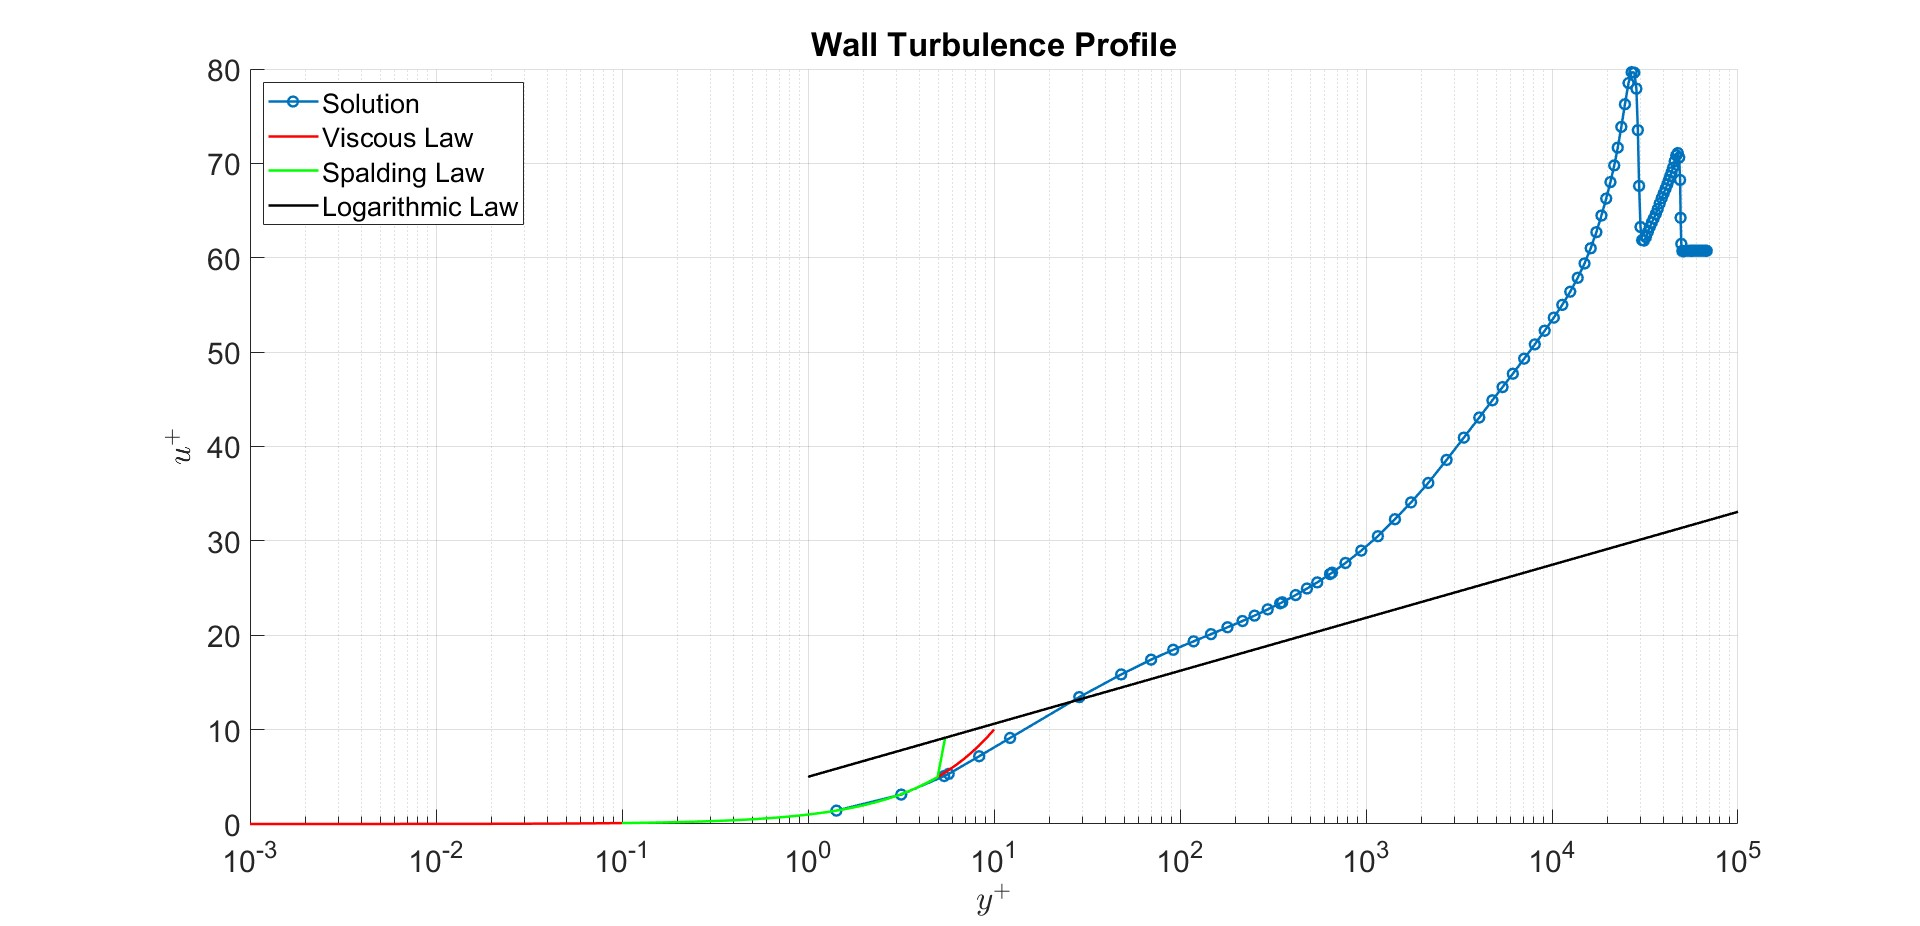 Wall Turbulence Profile
Solution
Viscous Law
Spalding Law
Logarithmic Law
80
70
60
50
40
30
20
10
0
u⁺
10⁻³ 10⁻² 10⁻¹ 10⁰ 10¹ 10² 10³ 10⁴ 10⁵
y⁺